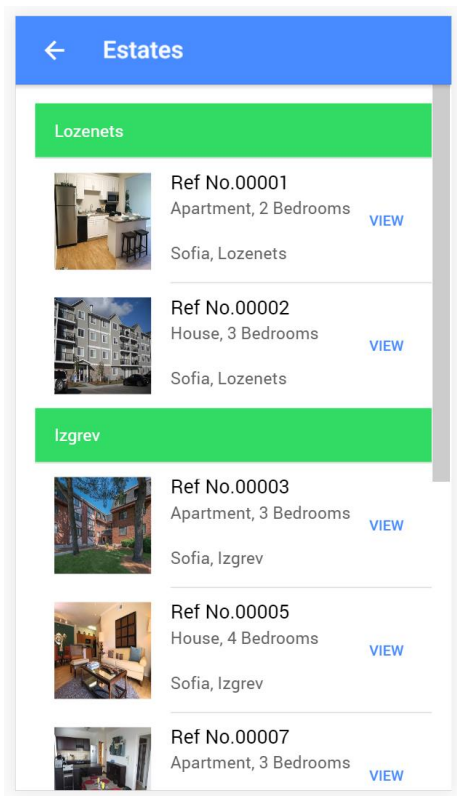 Estates
Lozenets
Ref No.00001
Apartment, 2 Bedrooms
VIEW
Sofia, Lozenets
Ref No.00002
House, 3 Bedrooms
VIEW
Sofia, Lozenets
Izgrev
Ref No.00003
Apartment, 3 Bedrooms
VIEW
Sofia, Izgrev
Ref No.00005
House, 4 Bedrooms
VIEW
Sofia, Izgrev
Ref No.00007
Apartment, 3 Bedrooms
VIEW